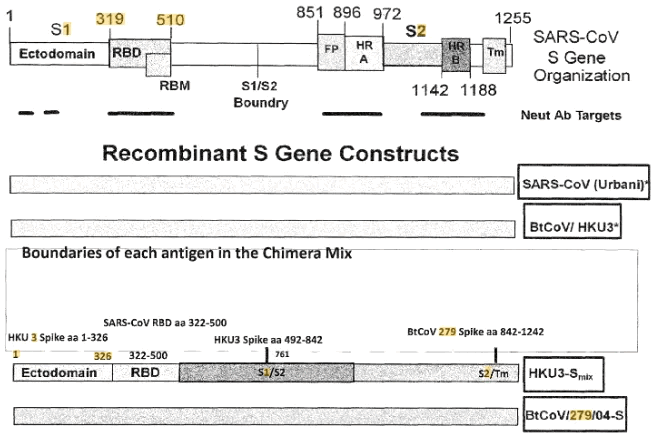 1 319 510 851 896 972 1255
S1 S2
Ectodomain RBD FP HR A HR B Tm
RBM
S1/S2
Boundry
1142 1188
SARS-CoV
S Gene
Organization
Neut Ab Targets
Recombinant S Gene Constructs
SARS-CoV (Urbani)*
BtCoV/ HKU3*
Boundaries of each antigen in the Chimera Mix
SARS-CoV RBD aa 322-500
HKU 3 Spike aa 1-326 HKU3 Spike aa 492-842 BtCoV 279 Spike aa 842-1242
1 326 322-500 761
Ectodomain RBD S1/S2 S2/Tm HKU3-Smix
BtCoV/279/04-S